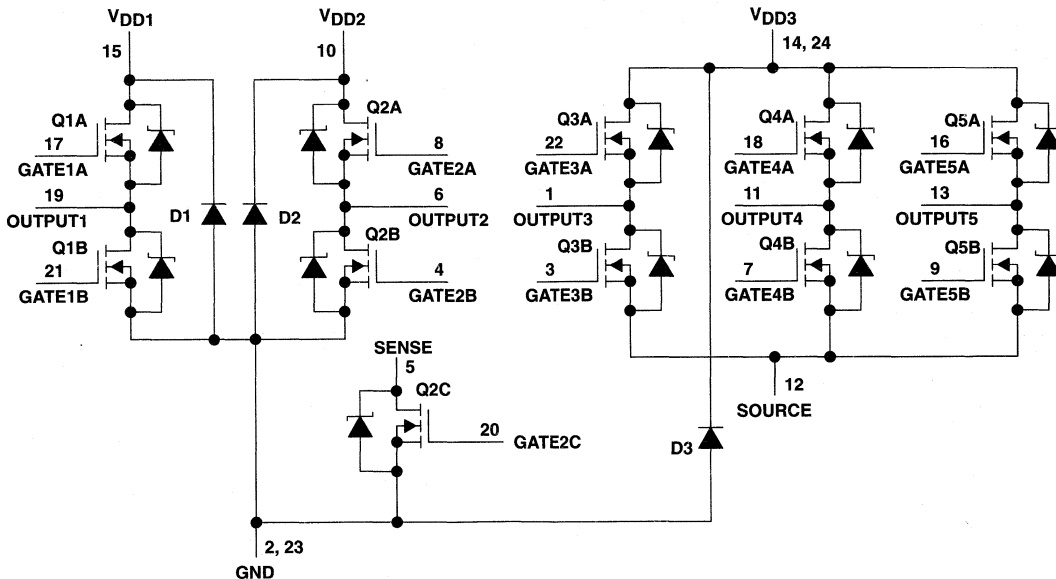 VDD1
15
VDD2
10
VDD3
14, 24
Q1A
17
GATE1A
19
OUTPUT1
Q1B
21
GATE1B
D1
D2
Q2A
8
GATE2A
6
OUTPUT2
Q2B
4
GATE2B
Q3A
22
GATE3A
1
OUTPUT3
Q3B
3
GATE3B
Q4A
18
GATE4A
11
OUTPUT4
Q4B
7
GATE4B
Q5A
16
GATE5A
13
OUTPUT5
Q5B
9
GATE5B
SENSE
5
Q2C
20
GATE2C
12
SOURCE
D3
2, 23
GND